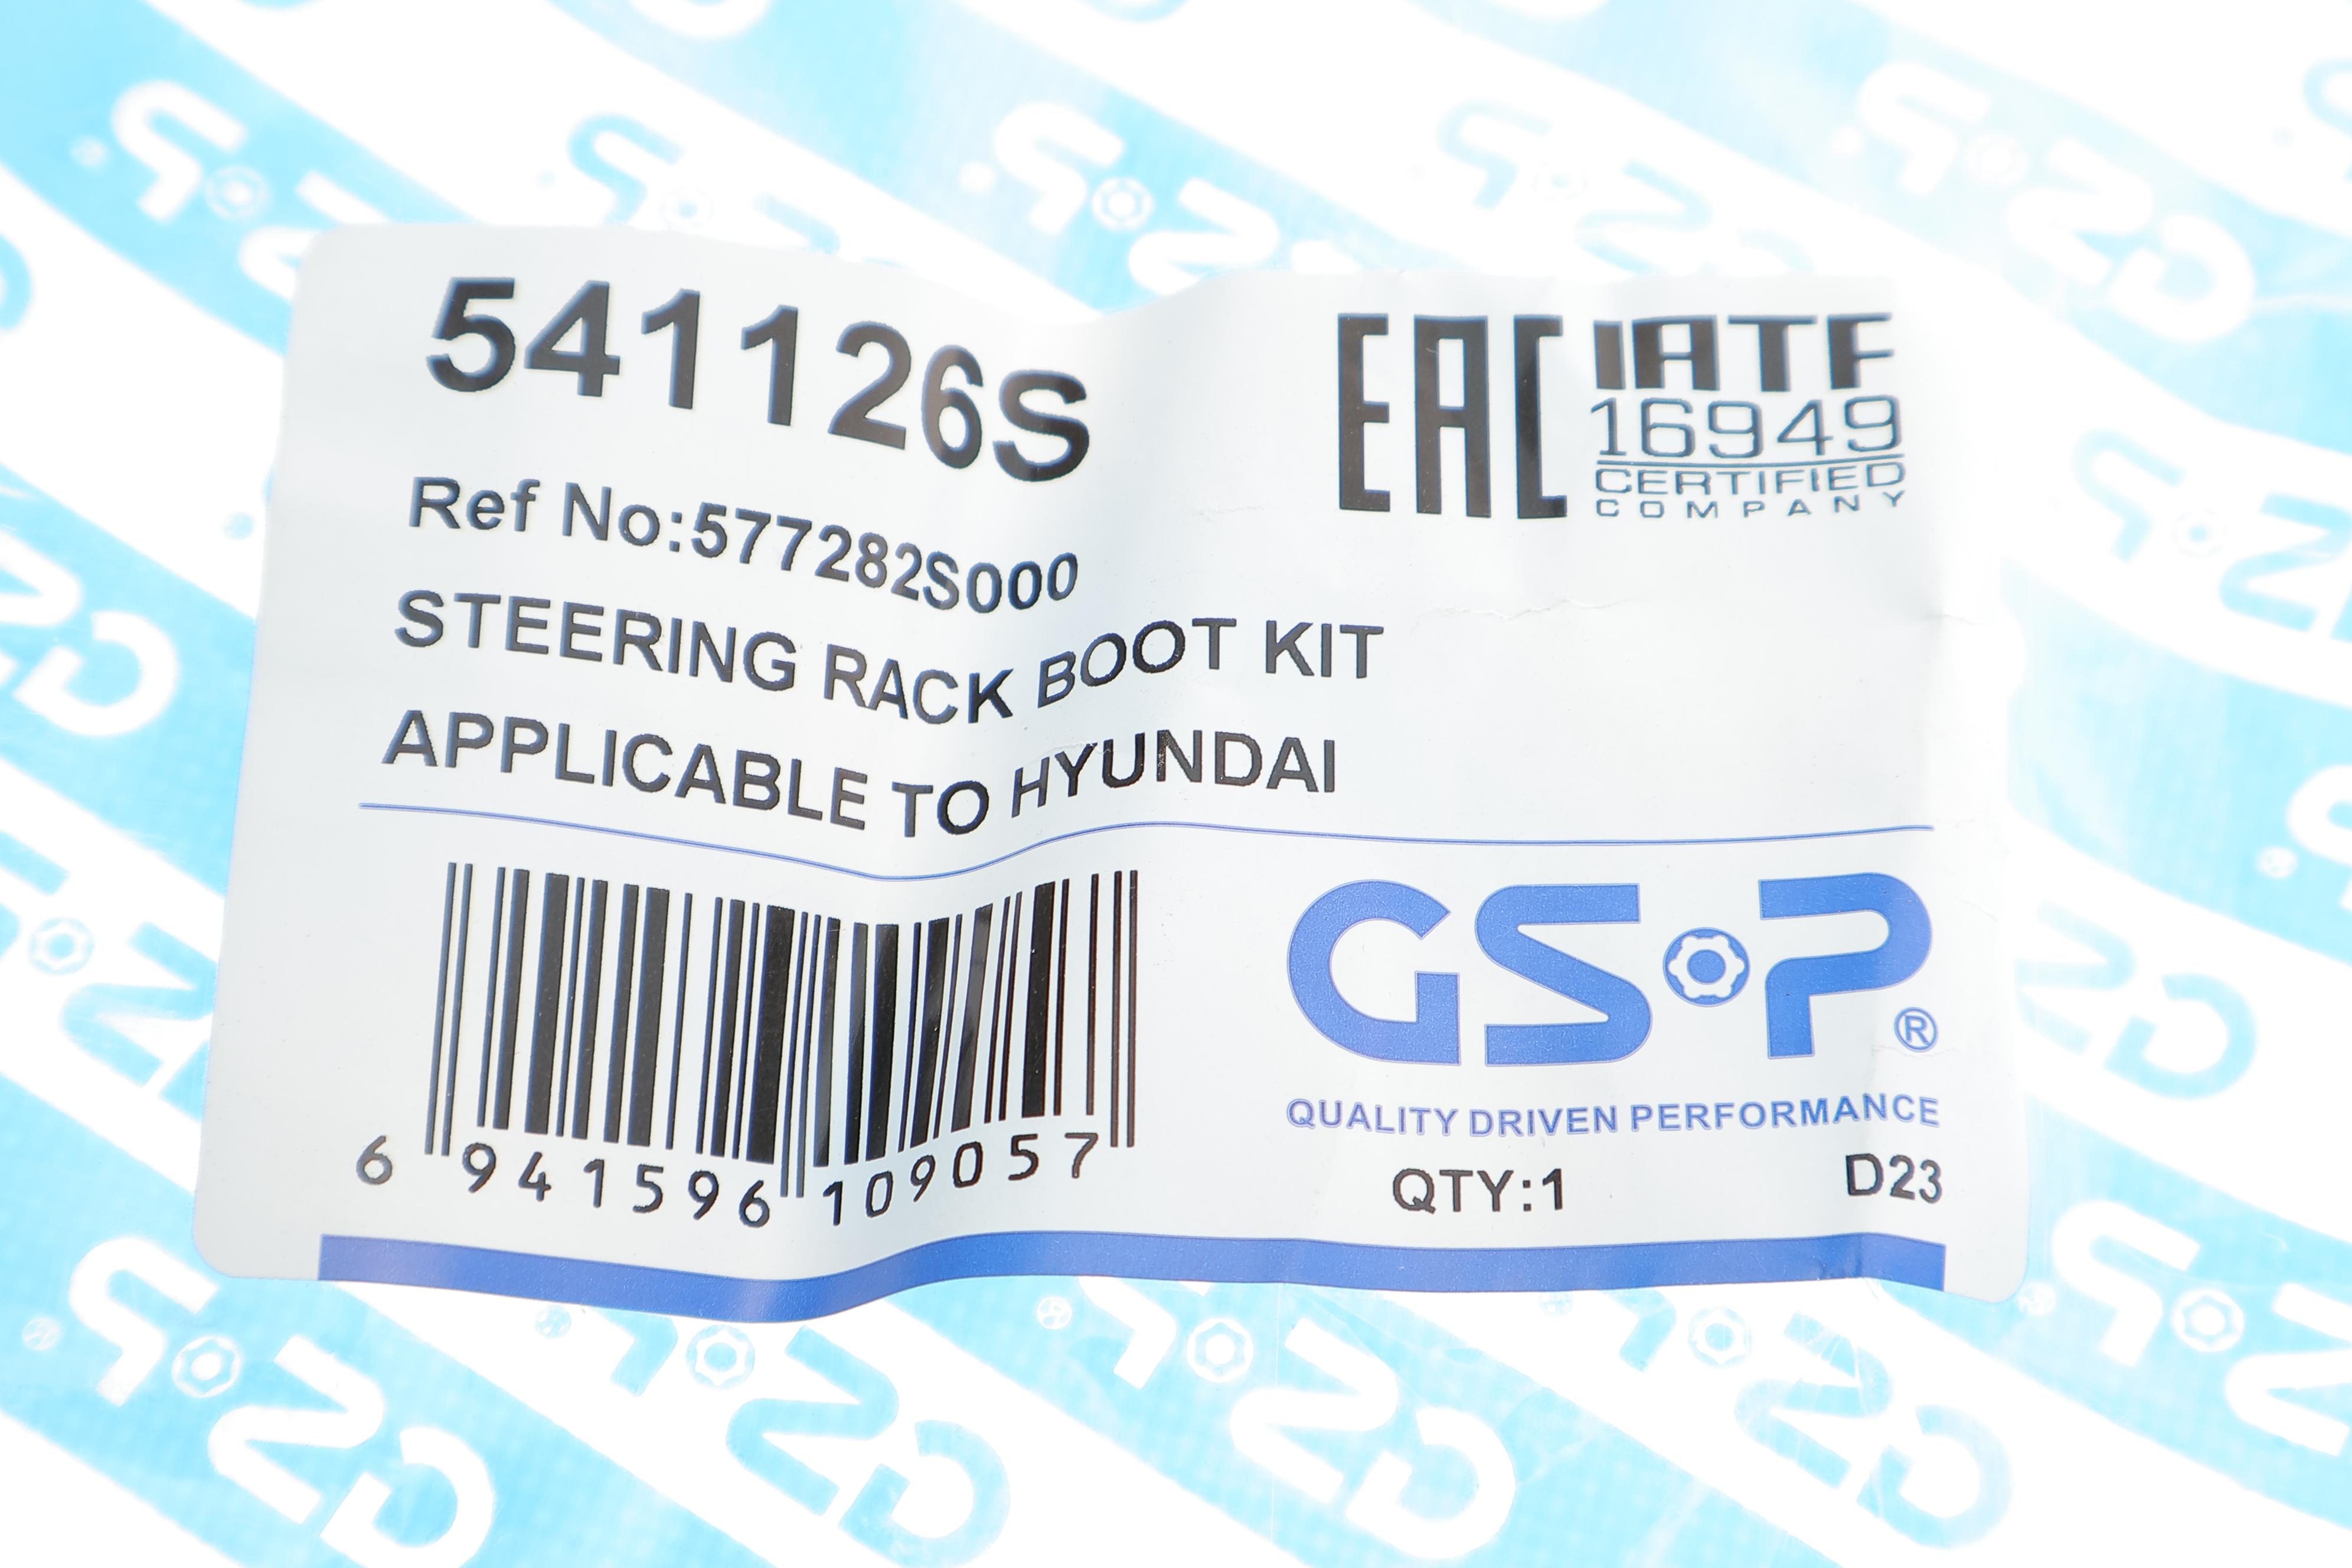 541126S
Ref No:577282S000
STEERING RACK BOOT KIT
APPLICABLE TO HYUNDAI
EAC
IATF
16949
CERTIFIED
COMPANY
6 941596 109057
GSP®
QUALITY DRIVEN PERFORMANCE
QTY:1 D23